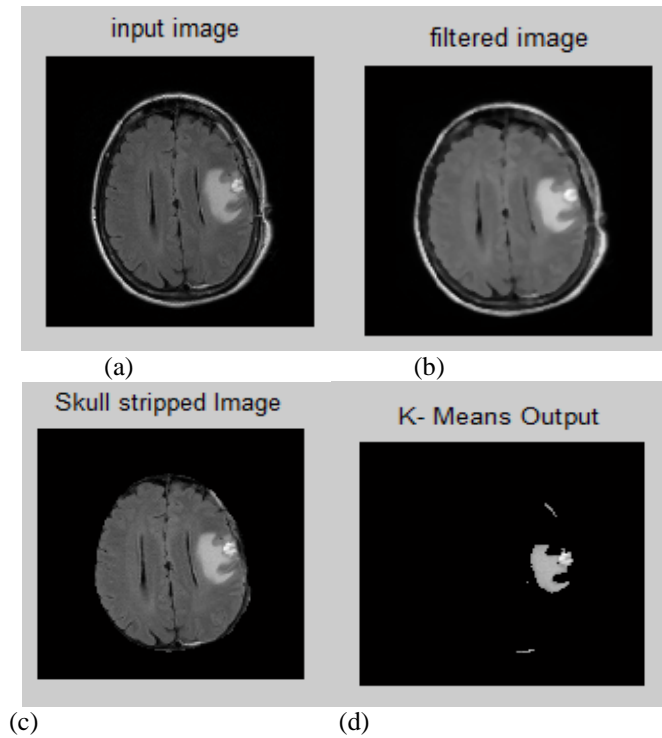 input image
filtered image
(a)
(b)
Skull stripped Image
K- Means Output
(c)
(d)